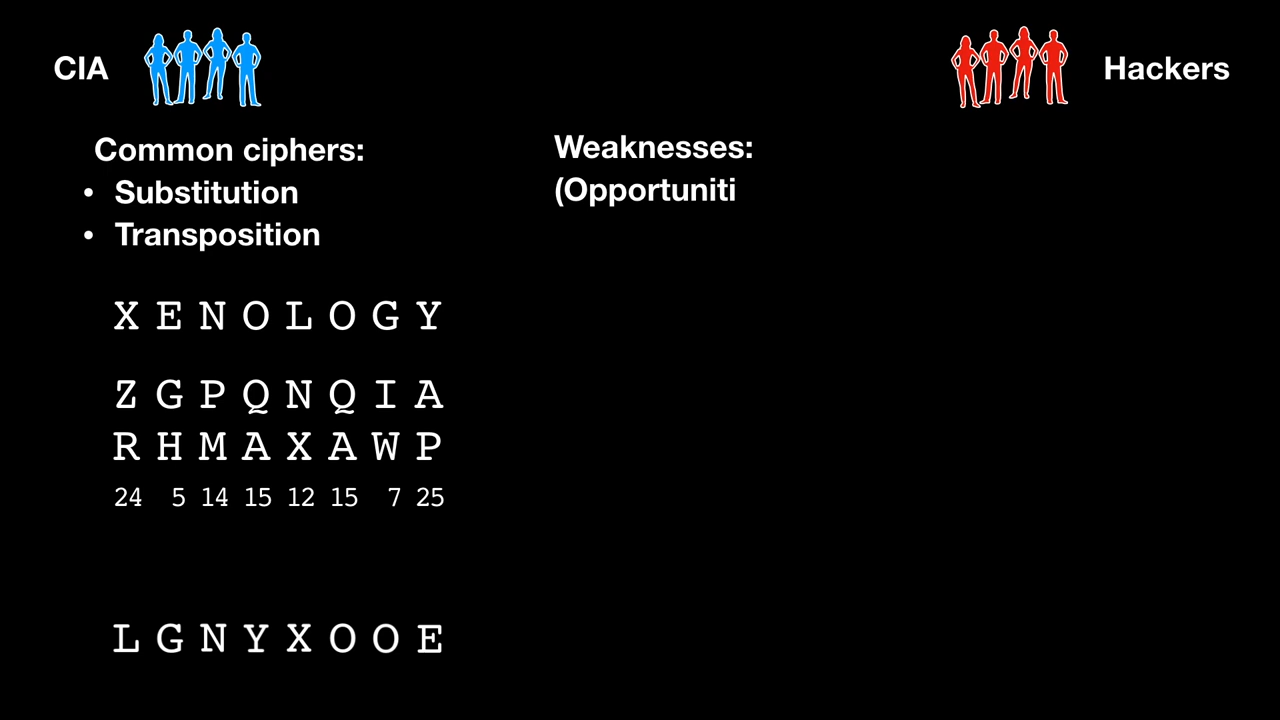 CIA
Hackers
Common ciphers:
• Substitution
• Transposition
Weaknesses:
(Opportuniti
X E N O L O G Y
Z G P Q N Q I A
R H M A X A W P
24 5 14 15 12 15 7 25
L G N Y X O O E